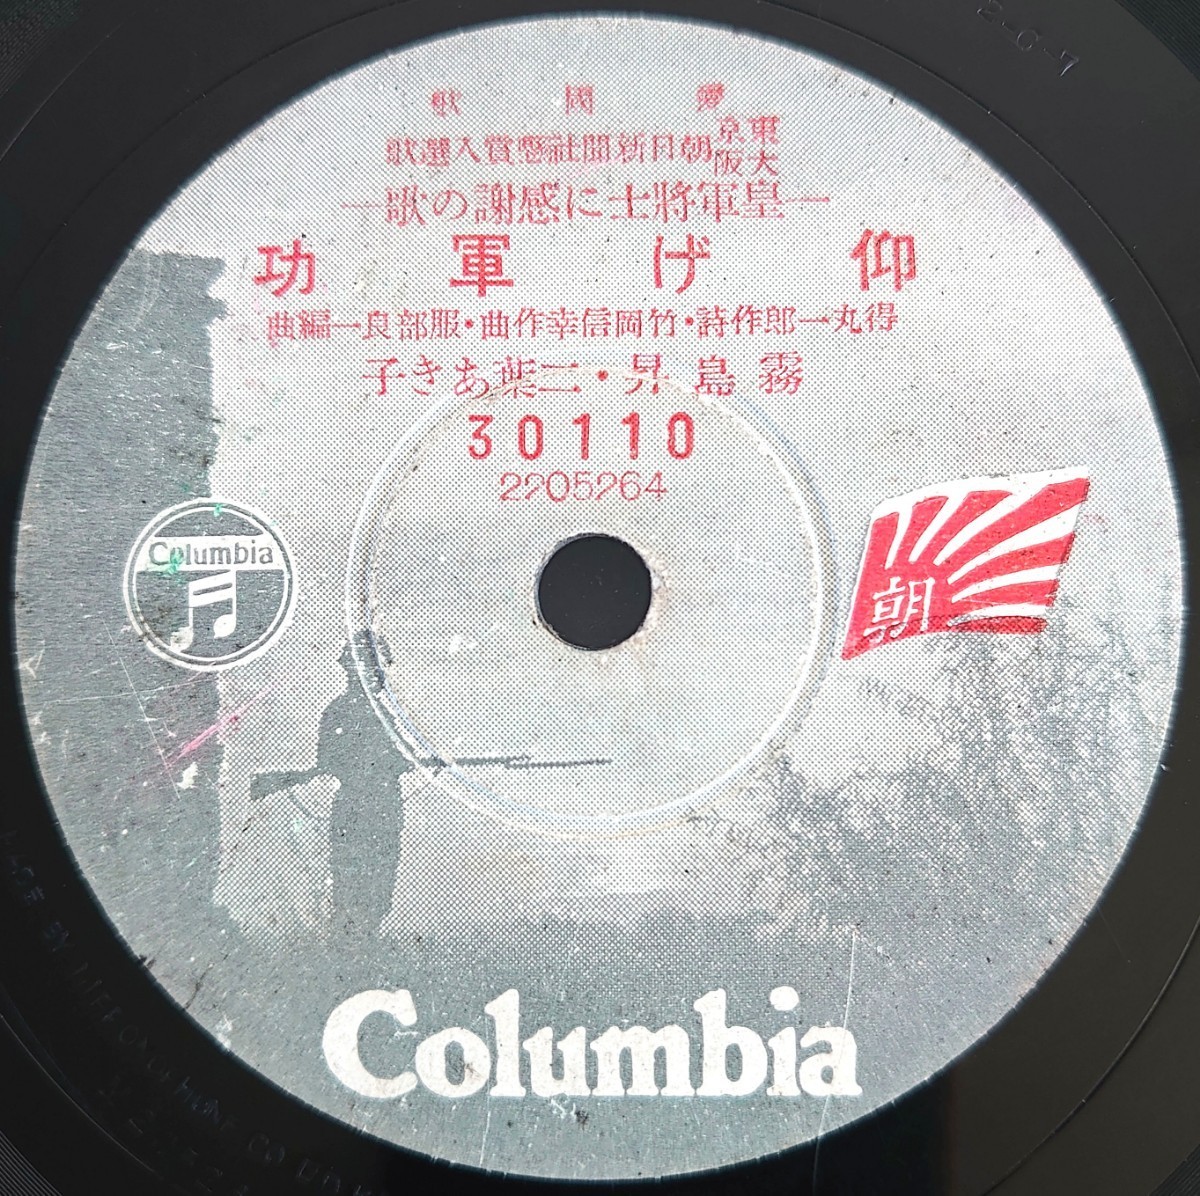 愛國歌
東京大阪朝日新聞社懸賞入選歌
―皇軍將士に感謝の歌―
仰げ軍功
得丸一郎作詩・竹岡信幸作曲・服部良一編曲
霧島昇・二葉あき子
30110
2205264
Columbia
朝
Columbia
2-C-7